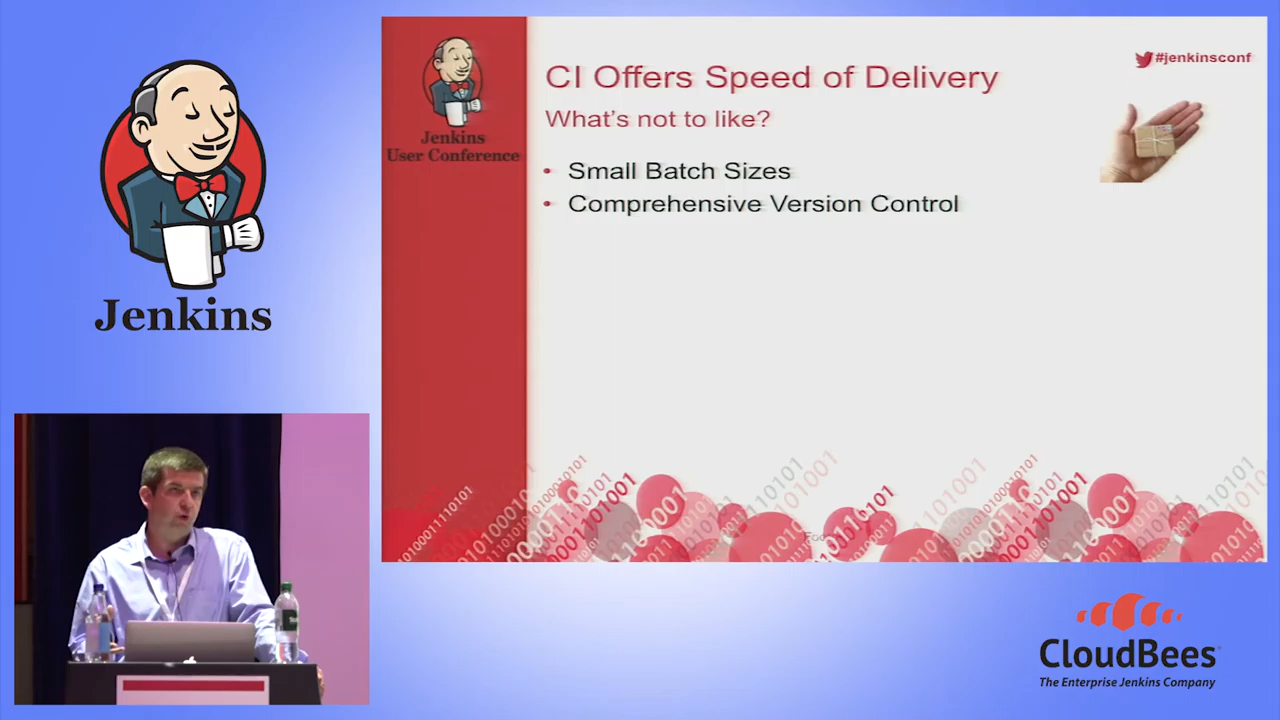 Jenkins
Jenkins
User Conference
CI Offers Speed of Delivery
What's not to like?
#jenkinsconf
• Small Batch Sizes
• Comprehensive Version Control
CloudBees
The Enterprise Jenkins Company